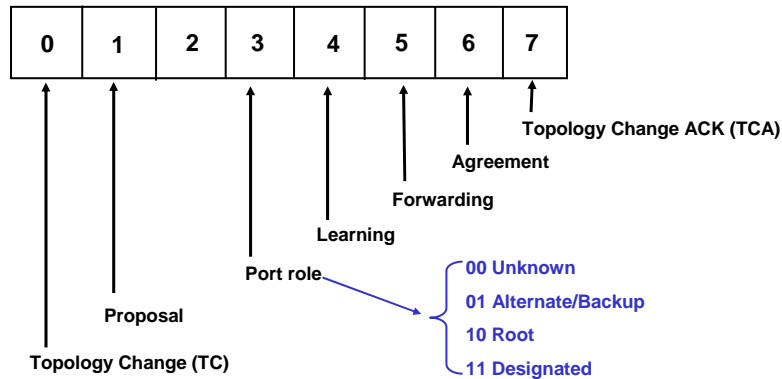 0 1 2 3 4 5 6 7
Topology Change ACK (TCA)
Agreement
Forwarding
Learning
Port role
00 Unknown
01 Alternate/Backup
10 Root
11 Designated
Proposal
Topology Change (TC)